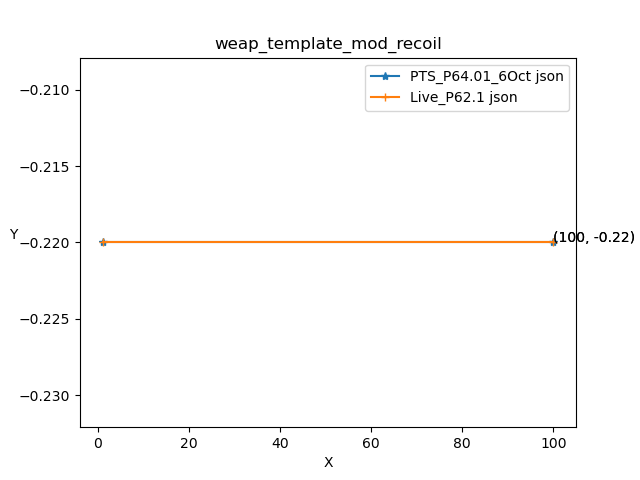 weap_template_mod_recoil
PTS_P64.01_6Oct json
Live_P62.1 json
−0.210
−0.215
−0.220
−0.225
−0.230
Y
(100, -0.22)
0
20
40
60
80
100
X